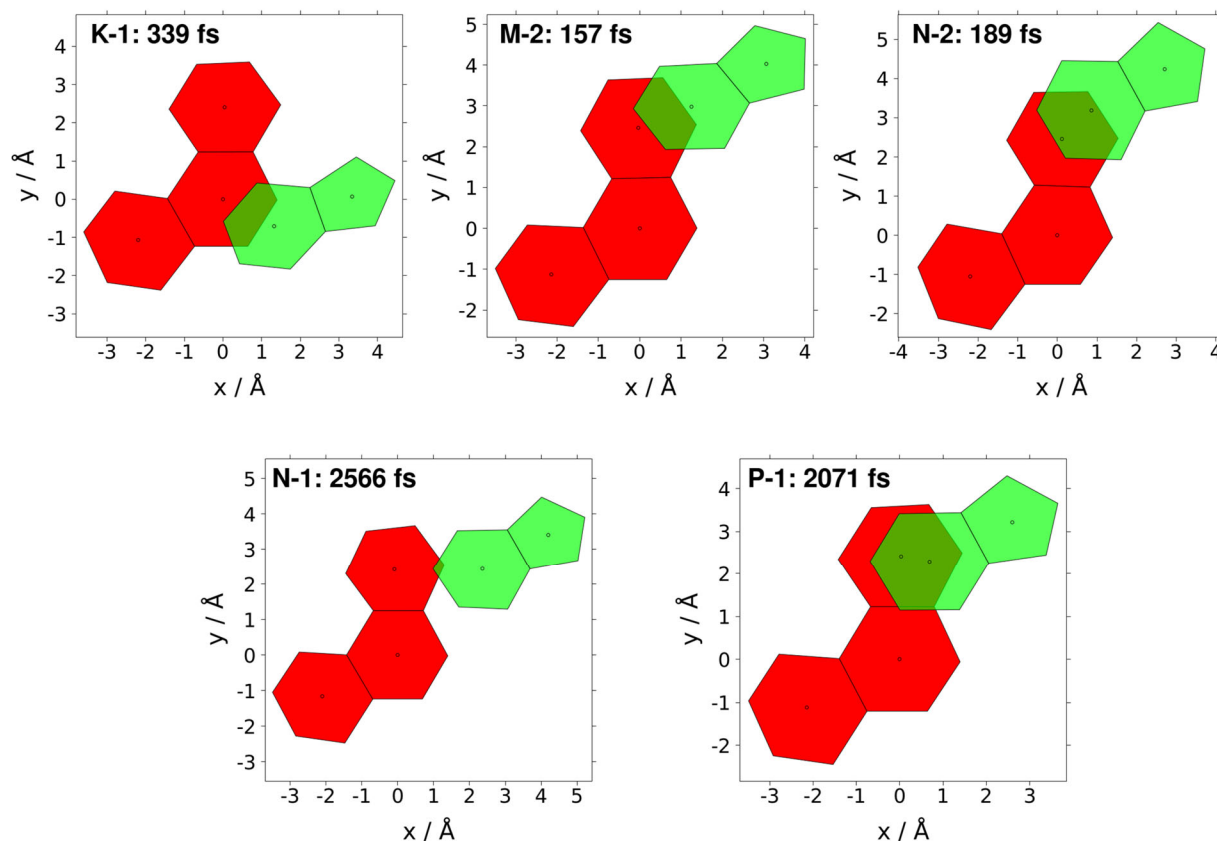 K-1: 339 fs
4
3
2
1
0
-1
-2
-3
y / Å
-3 -2 -1 0 1 2 3 4
x / Å
M-2: 157 fs
5
4
3
2
1
0
-1
-2
y / Å
-3 -2 -1 0 1 2 3 4
x / Å
N-2: 189 fs
5
4
3
2
1
0
-1
-2
y / Å
-4 -3 -2 -1 0 1 2 3 4
x / Å
N-1: 2566 fs
5
4
3
2
1
0
-1
-2
-3
y / Å
-3 -2 -1 0 1 2 3 4 5
x / Å
P-1: 2071 fs
4
3
2
1
0
-1
-2
y / Å
-3 -2 -1 0 1 2 3
x / Å